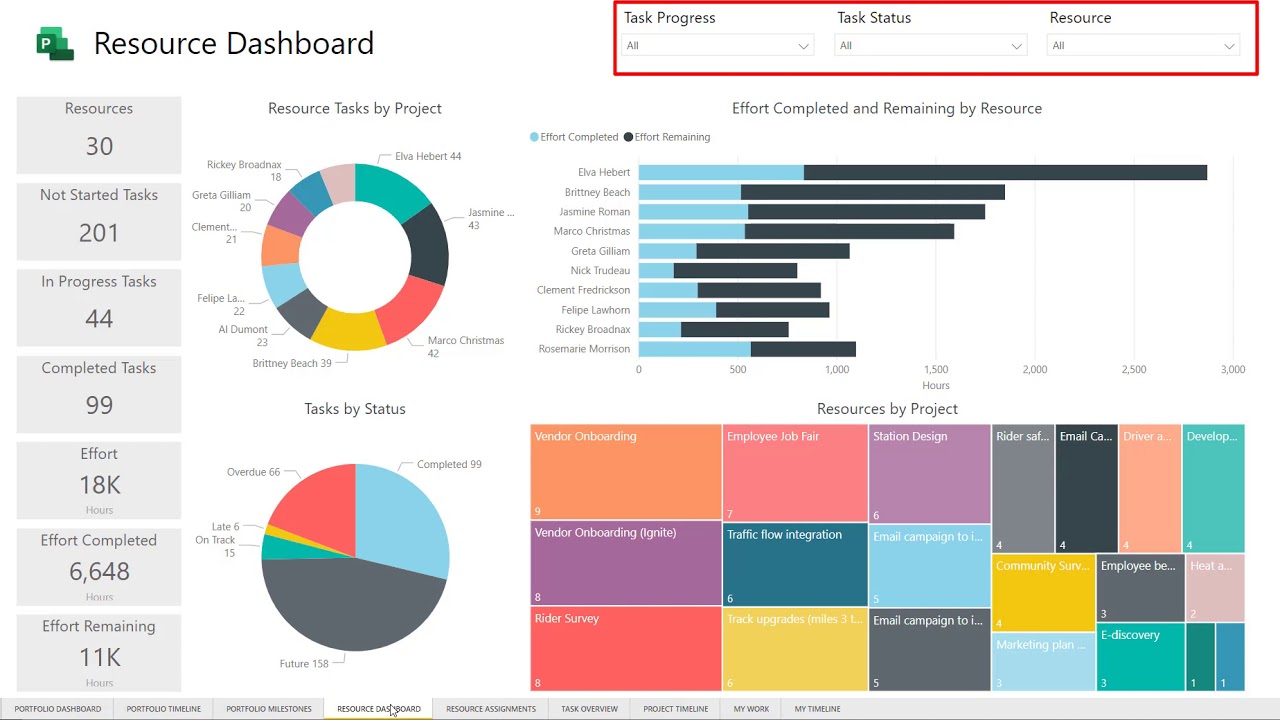 Resource Dashboard
Task Progress
All
Task Status
All
Resource
All
Resources
30
Not Started Tasks
201
In Progress Tasks
44
Completed Tasks
99
Effort
18K
Hours
Effort Completed
6,648
Hours
Effort Remaining
11K
Hours
Resource Tasks by Project
Elva Hebert 44
Jasmine ...
43
Marco Christmas
42
Brittney Beach 39
Al Dumont
23
Felipe La...
22
Clement...
21
Greta Gilliam
20
Rickey Broadnax
18
Effort Completed and Remaining by Resource
Effort Completed
Effort Remaining
Elva Hebert
Brittney Beach
Jasmine Roman
Marco Christmas
Greta Gilliam
Nick Trudeau
Clement Fredrickson
Felipe Lawhorn
Rickey Broadnax
Rosemarie Morrison
0 500 1,000 1,500 2,000 2,500 3,000
Hours
Tasks by Status
Completed 99
Overdue 66
Late 6
On Track
15
Future 158
Resources by Project
Vendor Onboarding
9
Vendor Onboarding (Ignite)
8
Rider Survey
8
Employee Job Fair
7
Traffic flow integration
6
Track upgrades (miles 3 t...
6
Station Design
6
Email campaign to i...
5
Email campaign to i...
5
Rider saf...
4
Email Ca...
4
Driver a...
4
Develop...
4
Community Surv...
4
Marketing plan ...
3
Employee be...
3
E-discovery
3
Heat a...
2
1
1
PORTFOLIO DASHBOARD
PORTFOLIO TIMELINE
PORTFOLIO MILESTONES
RESOURCE DASHBOARD
RESOURCE ASSIGNMENTS
TASK OVERVIEW
PROJECT TIMELINE
MY WORK
MY TIMELINE